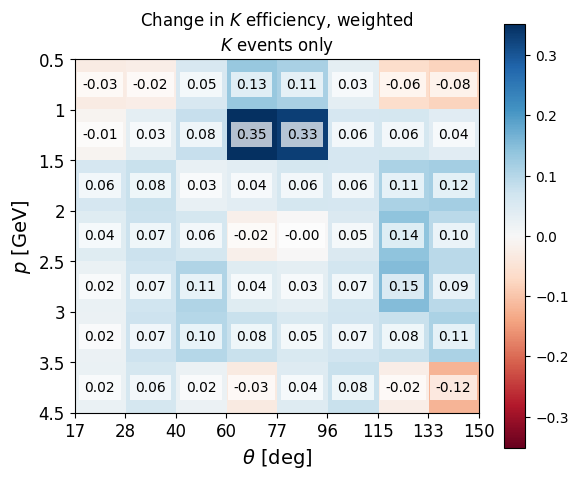 Change in K efficiency, weighted
K events only
0.5
-0.03 -0.02 0.05 0.13 0.11 0.03 -0.06 -0.08
1
-0.01 0.03 0.08 0.35 0.33 0.06 0.06 0.04
1.5
0.06 0.08 0.03 0.04 0.06 0.06 0.11 0.12
2
0.04 0.07 0.06 -0.02 -0.00 0.05 0.14 0.10
2.5
0.02 0.07 0.11 0.04 0.03 0.07 0.15 0.09
3
0.02 0.07 0.10 0.08 0.05 0.07 0.08 0.11
3.5
0.02 0.06 0.02 -0.03 0.04 0.08 -0.02 -0.12
4.5
p [GeV]
17 28 40 60 77 96 115 133 150
θ [deg]
0.3
0.2
0.1
0.0
−0.1
−0.2
−0.3